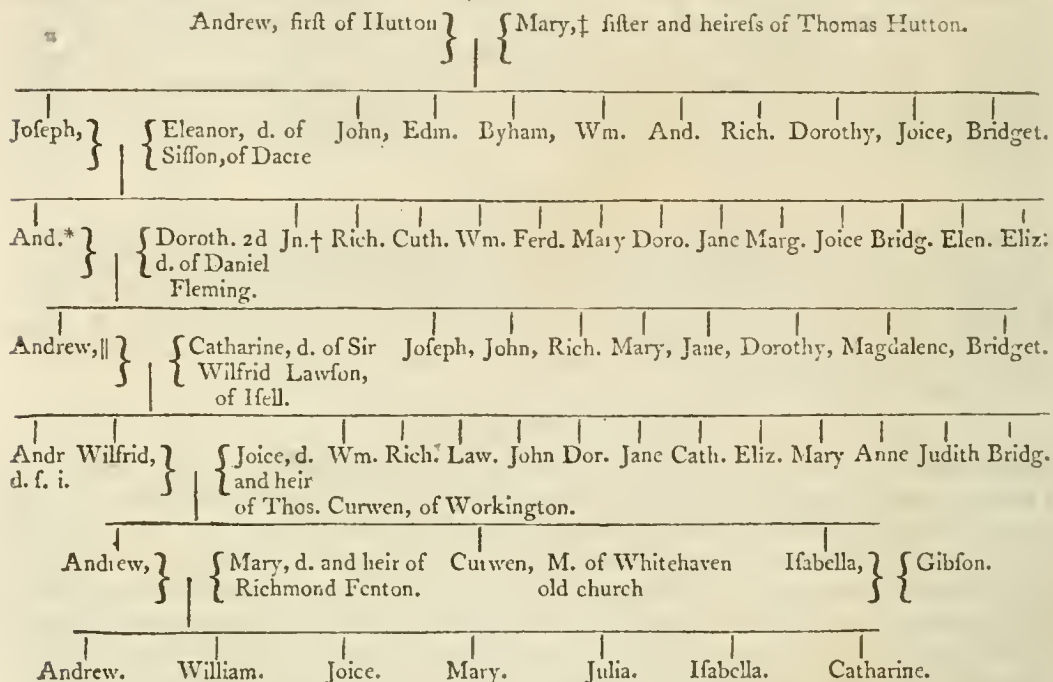 Andrew, firſt of Hutton } { Mary,‡ ſiſter and heireſs of Thomas Hutton.
Joſeph, } { Eleanor, d. of John, Edm. Byham, Wm. And. Rich. Dorothy, Joice, Bridget.
Siſſon, of Dacre
And.* } { Doroth. 2d Jn.† Rich. Cuth. Wm. Ferd. Mary Doro. Jane Marg. Joice Bridg. Elen. Eliz:
d. of Daniel
Fleming.
Andrew,‖ } { Catharine, d. of Sir Joſeph, John, Rich. Mary, Jane, Dorothy, Magdalene, Bridget.
Wilfrid Lawſon,
of Iſell.
Andr Wilfrid, } { Joice, d. Wm. Rich. Law. John Dor. Jane Cath. Eliz. Mary Anne Judith Bridg.
d. ſ. i. and heir
of Thos. Curwen, of Workington.
Andrew, } { Mary, d. and heir of Curwen, M. of Whitehaven Iſabella, } { Gibſon.
Richmond Fenton. old church
Andrew. William. Joice. Mary. Julia. Iſabella. Catharine.